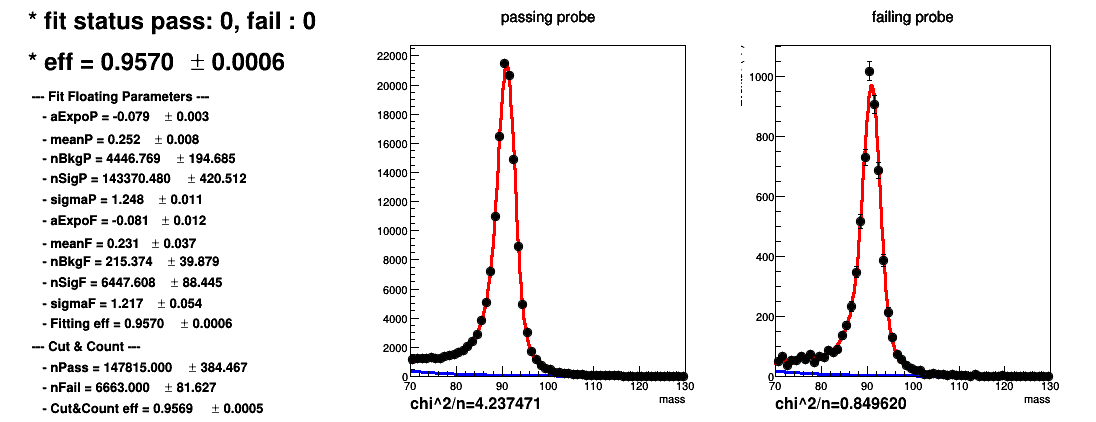 * fit status pass: 0, fail : 0
* eff = 0.9570 ± 0.0006
--- Fit Floating Parameters ---
- aExpoP = -0.079 ± 0.003
- meanP = 0.252 ± 0.008
- nBkgP = 4446.769 ± 194.685
- nSigP = 143370.480 ± 420.512
- sigmaP = 1.248 ± 0.011
- aExpoF = -0.081 ± 0.012
- meanF = 0.231 ± 0.037
- nBkgF = 215.374 ± 39.879
- nSigF = 6447.608 ± 88.445
- sigmaF = 1.217 ± 0.054
- Fitting eff = 0.9570 ± 0.0006
--- Cut & Count ---
- nPass = 147815.000 ± 384.467
- nFail = 6663.000 ± 81.627
- Cut&Count eff = 0.9569 ± 0.0005
passing probe
22000
20000
18000
16000
14000
12000
10000
8000
6000
4000
2000
0
70 80 90 100 110 120 130
mass
chi^2/n=4.237471
failing probe
1000
800
600
400
200
0
70 80 90 100 110 120 130
mass
chi^2/n=0.849620